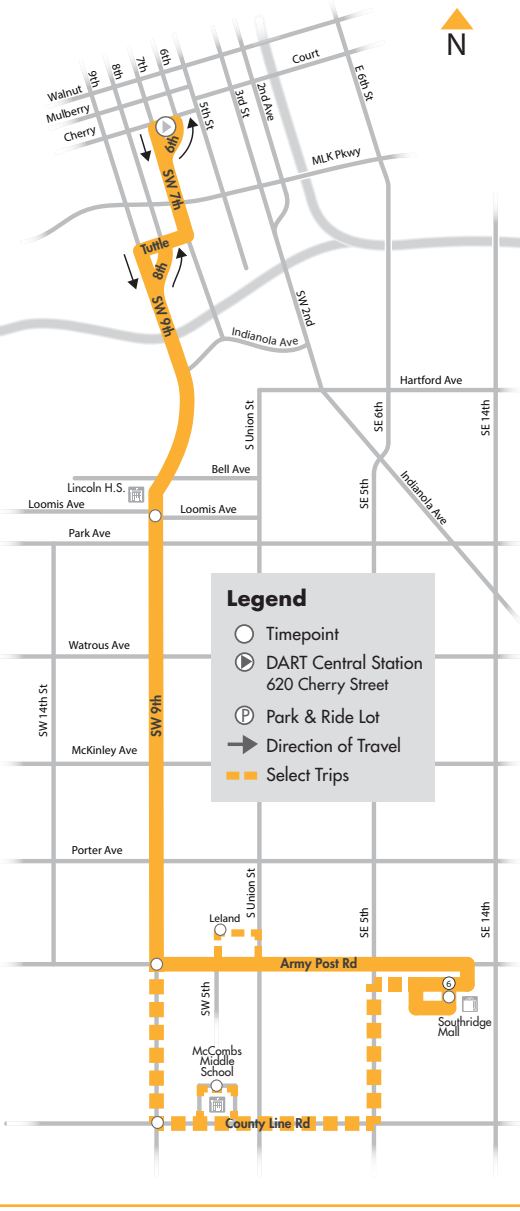 N
6th
7th
8th
9th
Court
Walnut
Mulberry
Cherry
5th St
3rd St
2nd Ave
E 6th St
6th
MLK Pkwy
SW 7th
Tuttle
8th
SW 9th
SW 2nd
Indianola Ave
Hartford Ave
S Union St
SE 6th
SE 14th
Bell Ave
Lincoln H.S.
Loomis Ave
Loomis Ave
SE 5th
Indianola Ave
Park Ave
Legend
Timepoint
DART Central Station
620 Cherry Street
P Park & Ride Lot
Direction of Travel
Select Trips
Watrous Ave
SW 14th St
SW 9th
McKinley Ave
Porter Ave
S Union St
SE 5th
SE 14th
Leland
Army Post Rd
SW 5th
6
Southridge
Mall
McCombs
Middle
School
County Line Rd